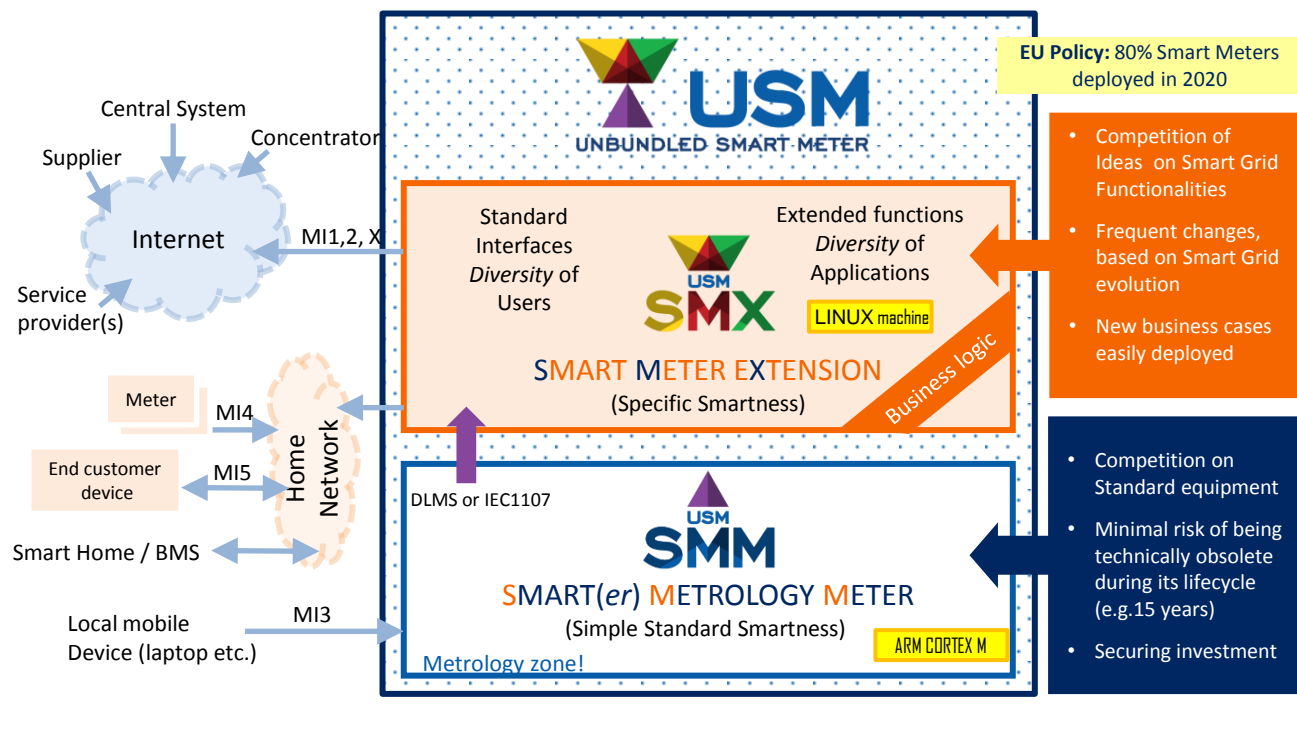 USM
UNBUNDLED SMART METER
EU Policy: 80% Smart Meters
deployed in 2020
Central System
Concentrator
Supplier
Internet
MI1,2, X
Service
provider(s)
Standard
Interfaces
Diversity of
Users
USM
SMX
Extended functions
Diversity of
Applications
LINUX machine
SMART METER EXTENSION
(Specific Smartness)
Business logic
• Competition of
Ideas on Smart Grid
Functionalities
• Frequent changes,
based on Smart Grid
evolution
• New business cases
easily deployed
Meter
MI4
End customer
device
MI5
Home
Network
Smart Home / BMS
Local mobile
Device (laptop etc.)
MI3
DLMS or IEC1107
USM
SMM
SMART(er) METROLOGY METER
(Simple Standard Smartness)
ARM CORTEX M
Metrology zone!
• Competition on
Standard equipment
• Minimal risk of being
technically obsolete
during its lifecycle
(e.g.15 years)
• Securing investment